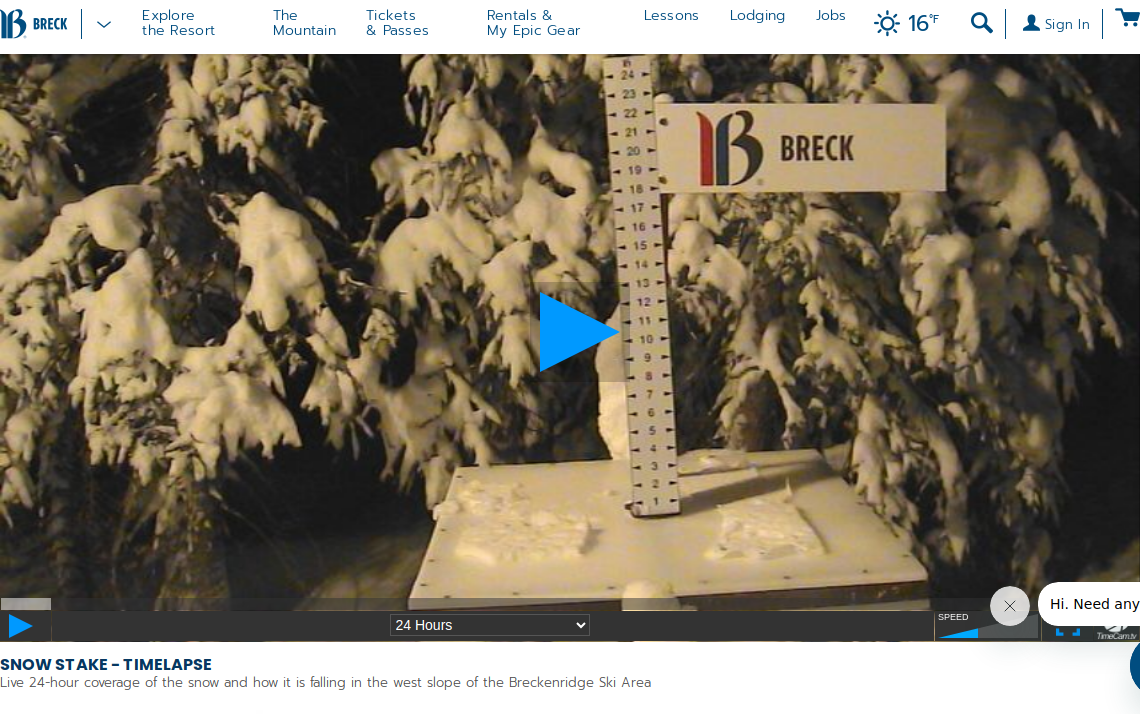 BRECK
Explore
the Resort
The
Mountain
Tickets
& Passes
Rentals &
My Epic Gear
Lessons
Lodging
Jobs
16°F
Sign In
24
23
22
21
20
19
18
17
16
15
14
13
12
11
10
9
8
7
6
5
4
3
2
1
BRECK
Hi. Need any
24 Hours
SPEED
TimeCam.tv
SNOW STAKE - TIMELAPSE
Live 24-hour coverage of the snow and how it is falling in the west slope of the Breckenridge Ski Area